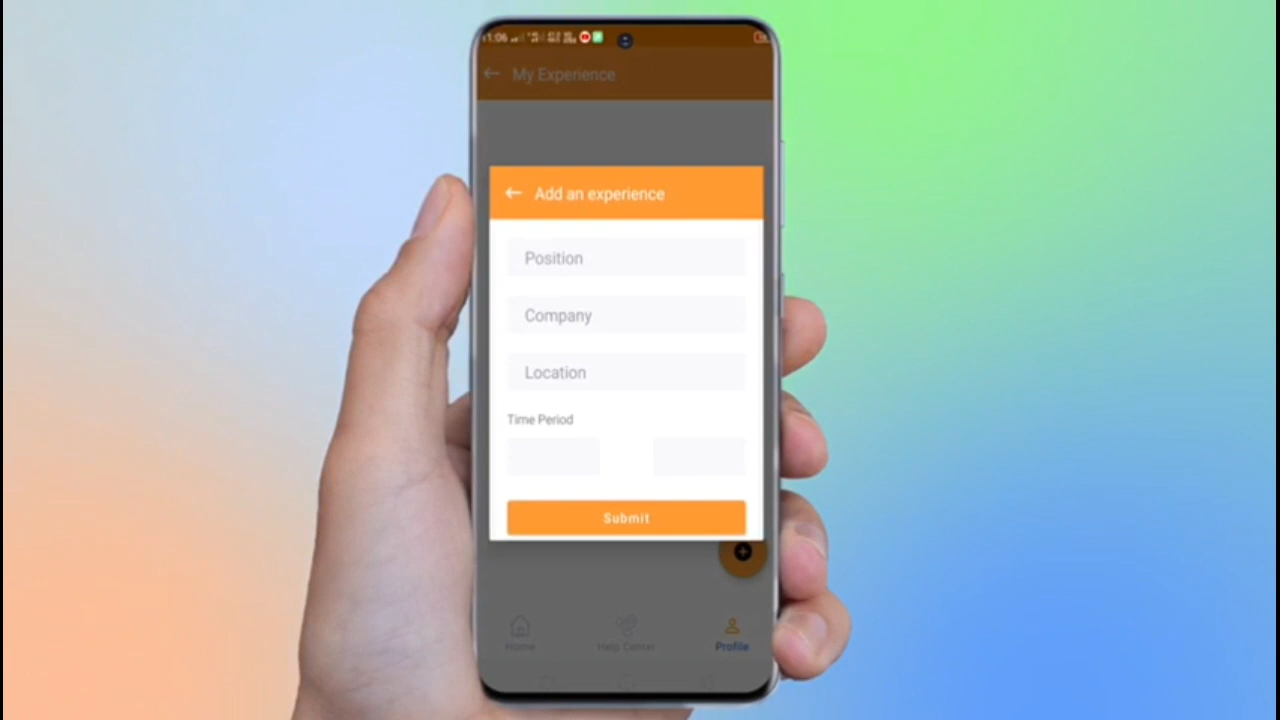 My Experience
Add an experience
Position
Company
Location
Time Period
Submit
Home
Help Center
Profile